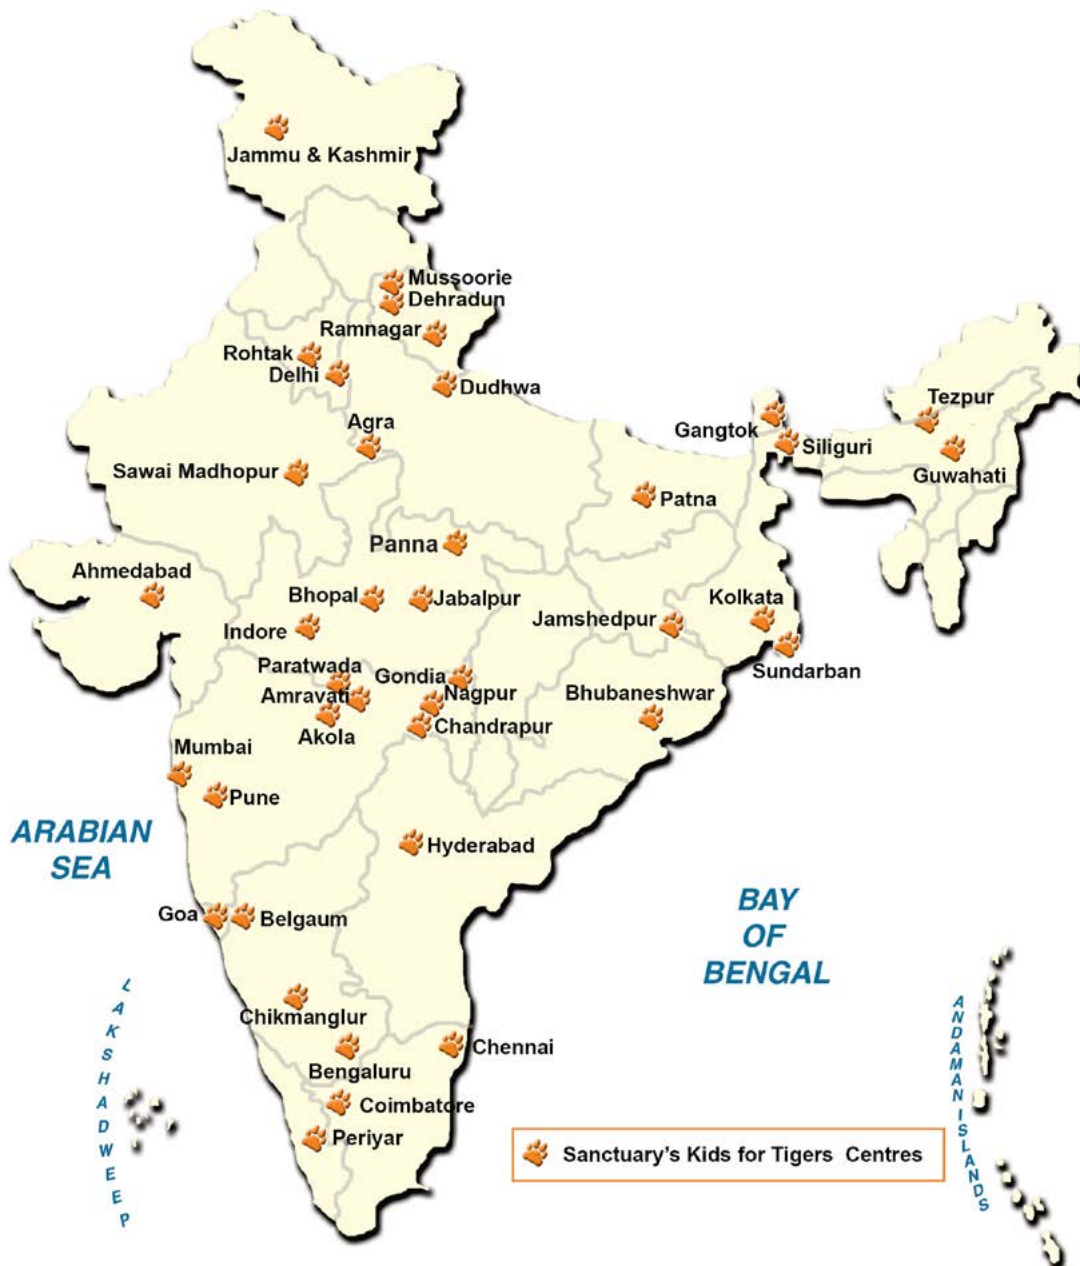 Jammu & Kashmir
Mussoorie
Dehradun
Ramnagar
Rohtak
Delhi
Dudhwa
Agra
Sawai Madhopur
Gangtok
Siliguri
Tezpur
Guwahati
Patna
Panna
Ahmedabad
Bhopal
Jabalpur
Indore
Jamshedpur
Kolkata
Sundarban
Paratwada
Gondia
Amravati
Nagpur
Akola
Chandrapur
Bhubaneshwar
Mumbai
Pune
ARABIAN
SEA
Hyderabad
BAY
OF
BENGAL
Goa
Belgaum
LAKSHADWEEP
ANDAMAN ISLANDS
Chikmanglur
Bengaluru
Chennai
Coimbatore
Periyar
Sanctuary's Kids for Tigers Centres